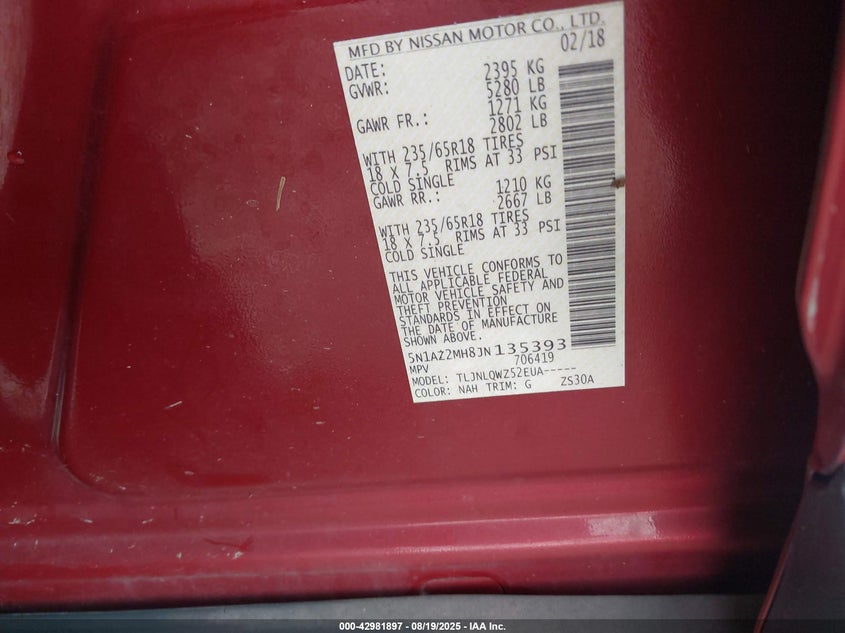 MFD BY NISSAN MOTOR CO., LTD.
DATE: 02/18
GVWR: 2395 KG
5280 LB
GAWR FR.: 1271 KG
2802 LB
WITH 235/65R18 TIRES
18 X 7.5 RIMS AT 33 PSI
COLD SINGLE
GAWR RR.: 1210 KG
2667 LB
WITH 235/65R18 TIRES
18 X 7.5 RIMS AT 33 PSI
COLD SINGLE
THIS VEHICLE CONFORMS TO
ALL APPLICABLE FEDERAL
MOTOR VEHICLE SAFETY AND
THEFT PREVENTION
STANDARDS IN EFFECT ON
THE DATE OF MANUFACTURE
SHOWN ABOVE.
5N1AZ2MH8JN135393
MPV 706419
MODEL: TLJNLQWZ52EUA-----
COLOR: NAH TRIM: G ZS30A
000-42981897 - 08/19/2025 - IAA Inc.